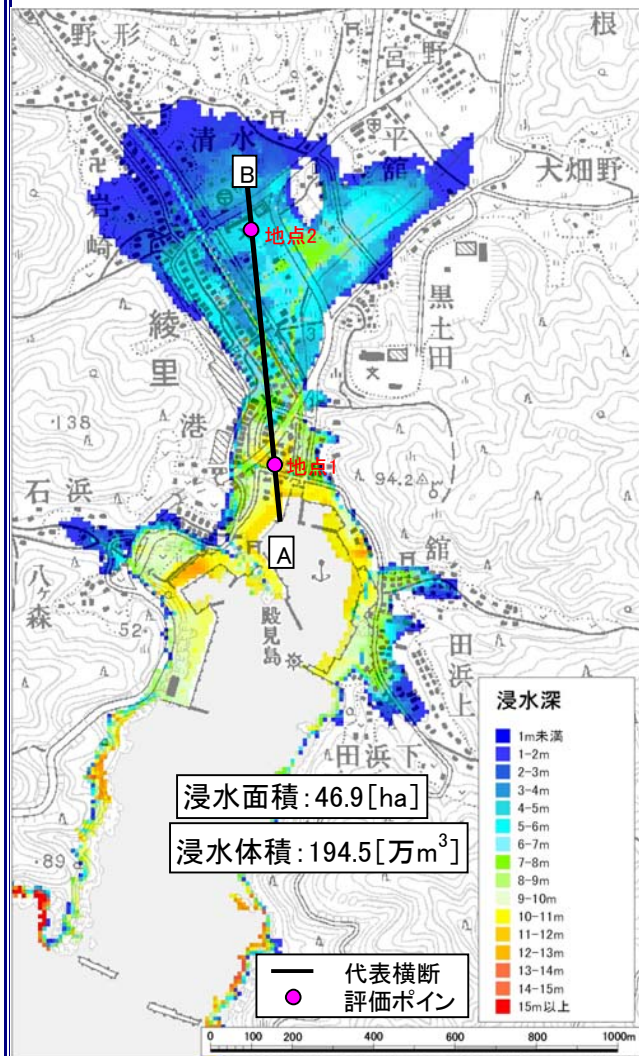 野形
宮野
根
清水
平舘
大畑野
B
地点2
岩崎
綾里
黒土田
3
・138
港
地点1
94.2
石浜
A
舘
八ヶ森
52
殿見島
田浜上
田浜下
浸水深
1m未満
1-2m
2-3m
3-4m
4-5m
5-6m
6-7m
7-8m
8-9m
9-10m
10-11m
11-12m
12-13m
13-14m
14-15m
15m以上
浸水面積：46.9[ha]
浸水体積：194.5[万m³]
・89
代表横断
評価ポイン
0 200 400 600 800 1000m